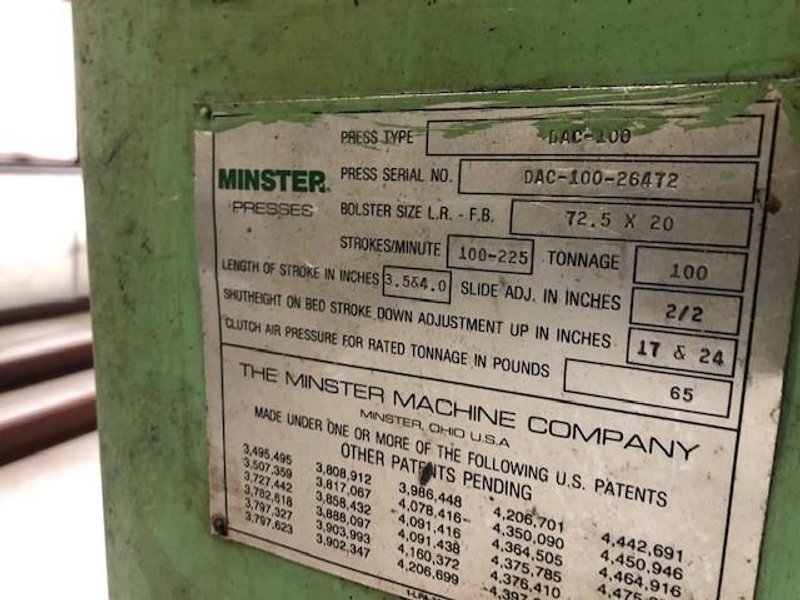 PRESS TYPE DAC-100
MINSTER PRESS SERIAL NO. DAC-100-26472
PRESSES BOLSTER SIZE L.R. - F.B. 72.5 X 20
STROKES/MINUTE 100-225 TONNAGE 100
LENGTH OF STROKE IN INCHES 3.5&4.0 SLIDE ADJ. IN INCHES 2/2
SHUTHEIGHT ON BED STROKE DOWN ADJUSTMENT UP IN INCHES 17 & 24
CLUTCH AIR PRESSURE FOR RATED TONNAGE IN POUNDS 65
THE MINSTER MACHINE COMPANY
MINSTER, OHIO U.S.A
MADE UNDER ONE OR MORE OF THE FOLLOWING U.S. PATENTS
OTHER PATENTS PENDING
3,495,495 3,808,912 3,986,448 4,206,701 4,442,691
3,507,359 3,817,067 4,078,416 4,350,090 4,450,946
3,727,442 3,858,432 4,091,416 4,364,505 4,464,916
3,762,618 3,888,097 4,091,438 4,375,785
3,797,327 3,903,993 4,160,372 4,376,410
3,797,623 3,902,347 4,206,699